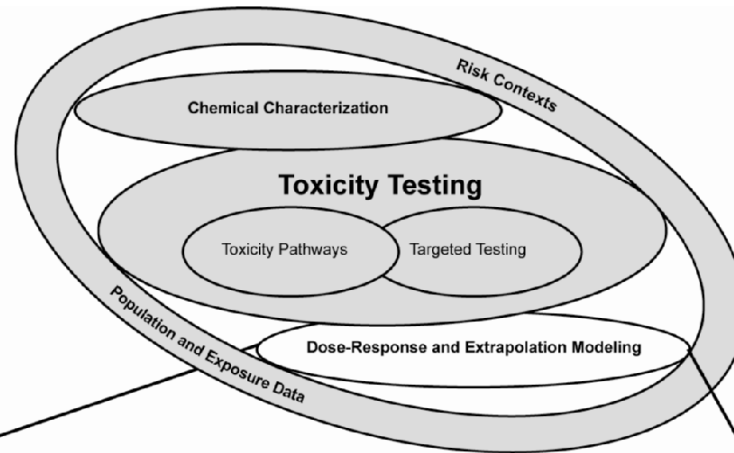 Risk Contexts
Chemical Characterization
Toxicity Testing
Toxicity Pathways
Targeted Testing
Dose-Response and Extrapolation Modeling
Population and Exposure Data